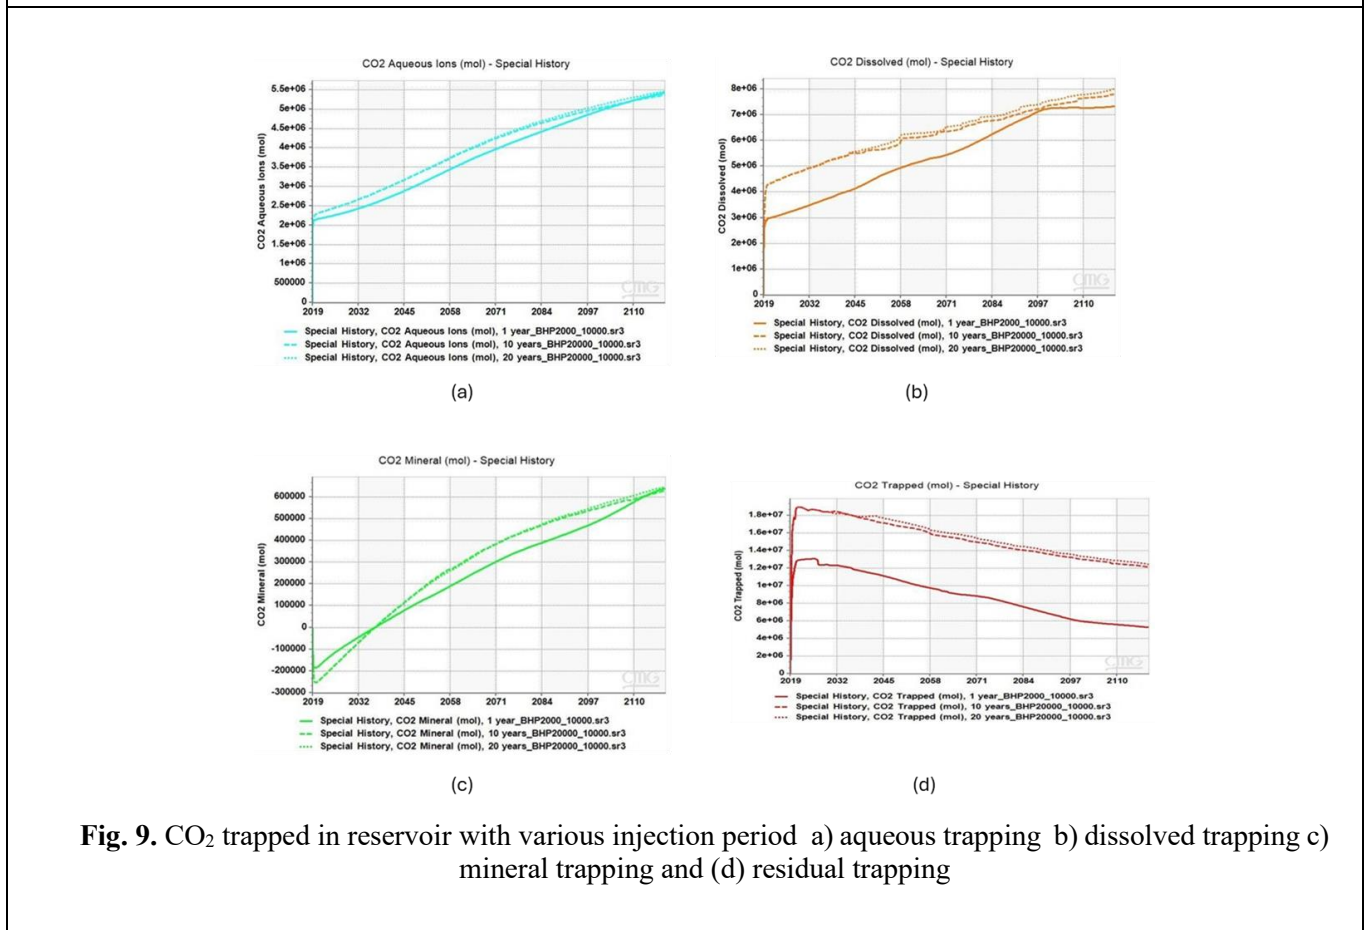 CO2 Aqueous Ions (mol) - Special History
5.5e+06
5e+06
4.5e+06
4e+06
3.5e+06
3e+06
2.5e+06
2e+06
1.5e+06
1e+06
500000
0
CO2 Aqueous Ions (mol)
CMG
2019 2032 2045 2058 2071 2084 2097 2110
Special History, CO2 Aqueous Ions (mol), 1 year_BHP2000_10000.sr3
Special History, CO2 Aqueous Ions (mol), 10 years_BHP20000_10000.sr3
Special History, CO2 Aqueous Ions (mol), 20 years_BHP20000_10000.sr3
(a)
CO2 Dissolved (mol) - Special History
8e+06
7e+06
6e+06
5e+06
4e+06
3e+06
2e+06
1e+06
0
CO2 Dissolved (mol)
CMG
2019 2032 2045 2058 2071 2084 2097 2110
Special History, CO2 Dissolved (mol), 1 year_BHP2000_10000.sr3
Special History, CO2 Dissolved (mol), 10 years_BHP20000_10000.sr3
Special History, CO2 Dissolved (mol), 20 years_BHP20000_10000.sr3
(b)
CO2 Mineral (mol) - Special History
600000
500000
400000
300000
200000
100000
0
-100000
-200000
-300000
CO2 Mineral (mol)
CMG
2019 2032 2045 2058 2071 2084 2097 2110
Special History, CO2 Mineral (mol), 1 year_BHP2000_10000.sr3
Special History, CO2 Mineral (mol), 10 years_BHP20000_10000.sr3
Special History, CO2 Mineral (mol), 20 years_BHP20000_10000.sr3
(c)
CO2 Trapped (mol) - Special History
1.8e+07
1.6e+07
1.4e+07
1.2e+07
1e+07
8e+06
6e+06
4e+06
2e+06
0
CO2 Trapped (mol)
CMG
2019 2032 2045 2058 2071 2084 2097 2110
Special History, CO2 Trapped (mol), 1 year_BHP2000_10000.sr3
Special History, CO2 Trapped (mol), 10 years_BHP20000_10000.sr3
Special History, CO2 Trapped (mol), 20 years_BHP20000_10000.sr3
(d)
Fig. 9. CO₂ trapped in reservoir with various injection period a) aqueous trapping b) dissolved trapping c)
mineral trapping and (d) residual trapping